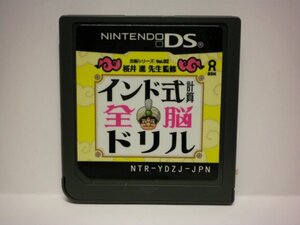 NINTENDO DS
全脳シリーズ Vol.02
桜井 進 先生監修
インド式計算
全脳
ドリル
NTR-YDZJ-JPN